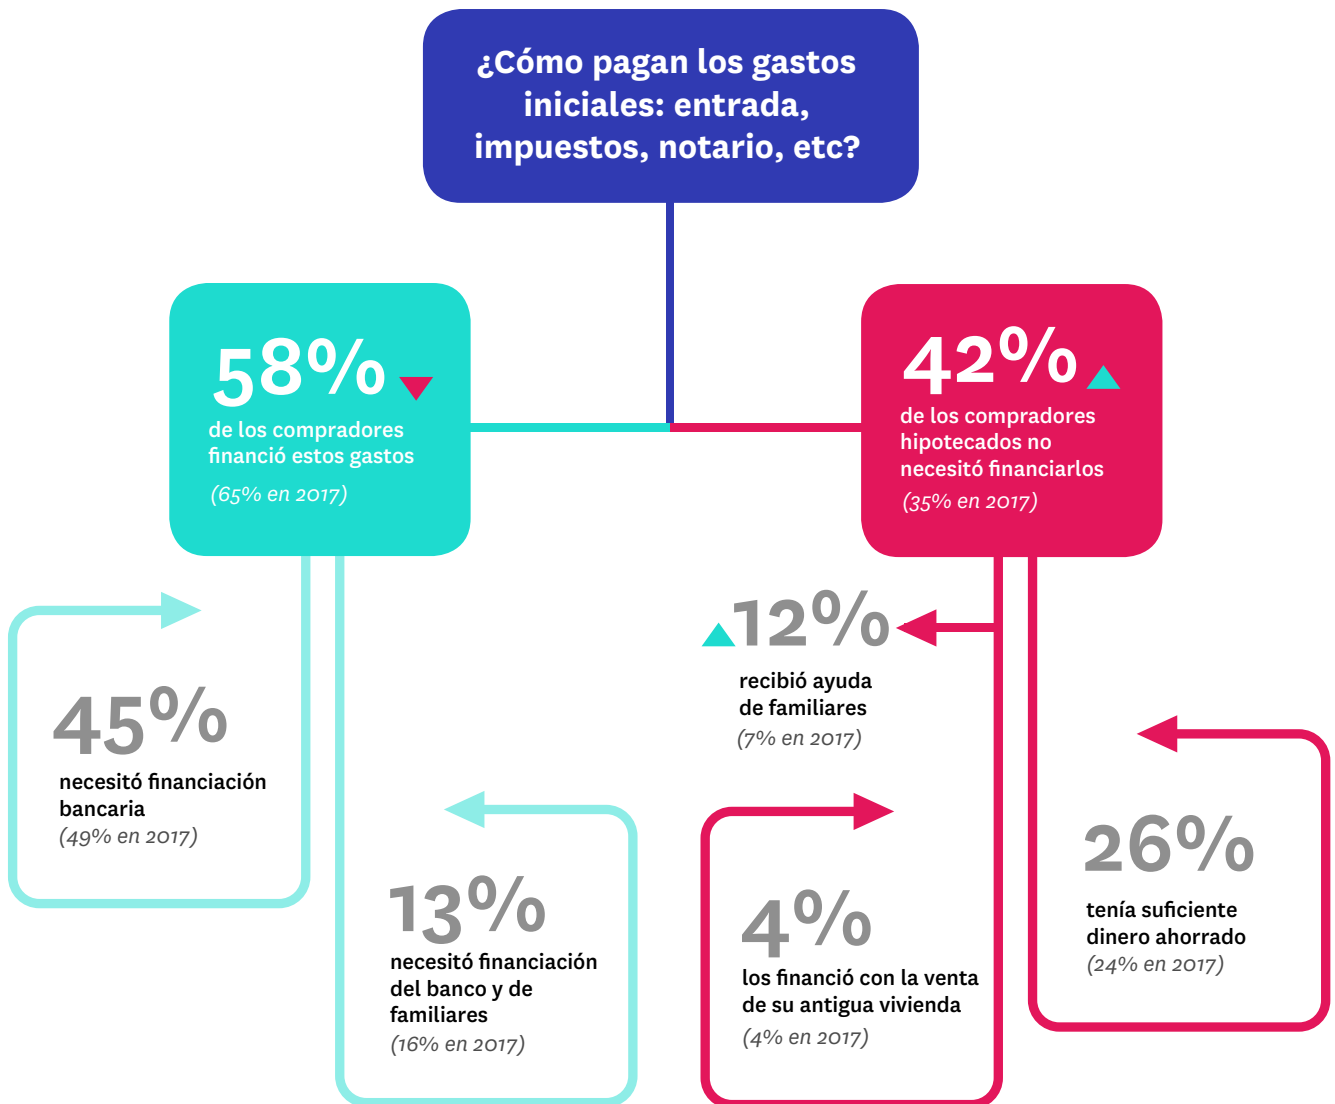 ¿Cómo pagan los gastos
iniciales: entrada,
impuestos, notario, etc?
58%
de los compradores
financió estos gastos
(65% en 2017)
42%
de los compradores
hipotecados no
necesitó financiarlos
(35% en 2017)
45%
necesitó financiación
bancaria
(49% en 2017)
13%
necesitó financiación
del banco y de
familiares
(16% en 2017)
12%
recibió ayuda
de familiares
(7% en 2017)
4%
los financió con la venta
de su antigua vivienda
(4% en 2017)
26%
tenía suficiente
dinero ahorrado
(24% en 2017)